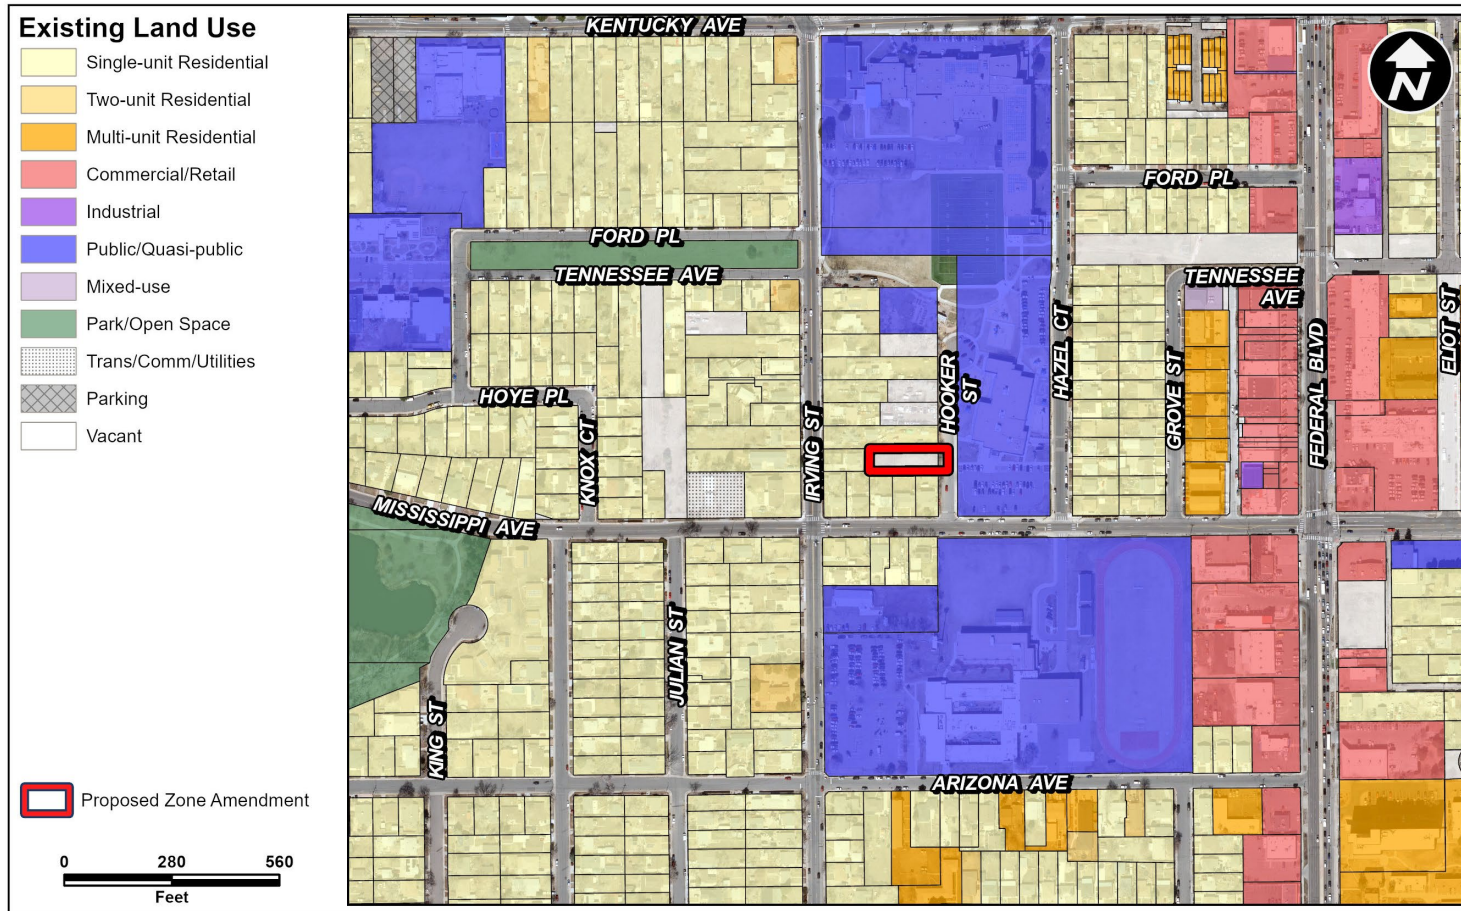 Existing Land Use
Single-unit Residential
Two-unit Residential
Multi-unit Residential
Commercial/Retail
Industrial
Public/Quasi-public
Mixed-use
Park/Open Space
Trans/Comm/Utilities
Parking
Vacant
Proposed Zone Amendment
0 280 560
Feet
KENTUCKY AVE
N
FORD PL
FORD PL
TENNESSEE AVE
TENNESSEE
AVE
HOYE PL
KNOX CT
IRVING ST
HOOKER
ST
HAZEL CT
GROVE ST
FEDERAL BLVD
ELIOT ST
MISSISSIPPI AVE
JULIAN ST
KING ST
ARIZONA AVE